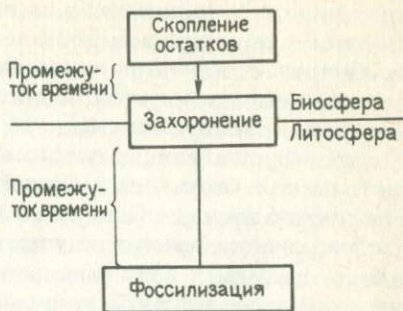 Скопление
остатков
Промежу-
ток времени
Биосфера
Захоронение
Литосфера
Промежу-
ток времени
Фоссилизация